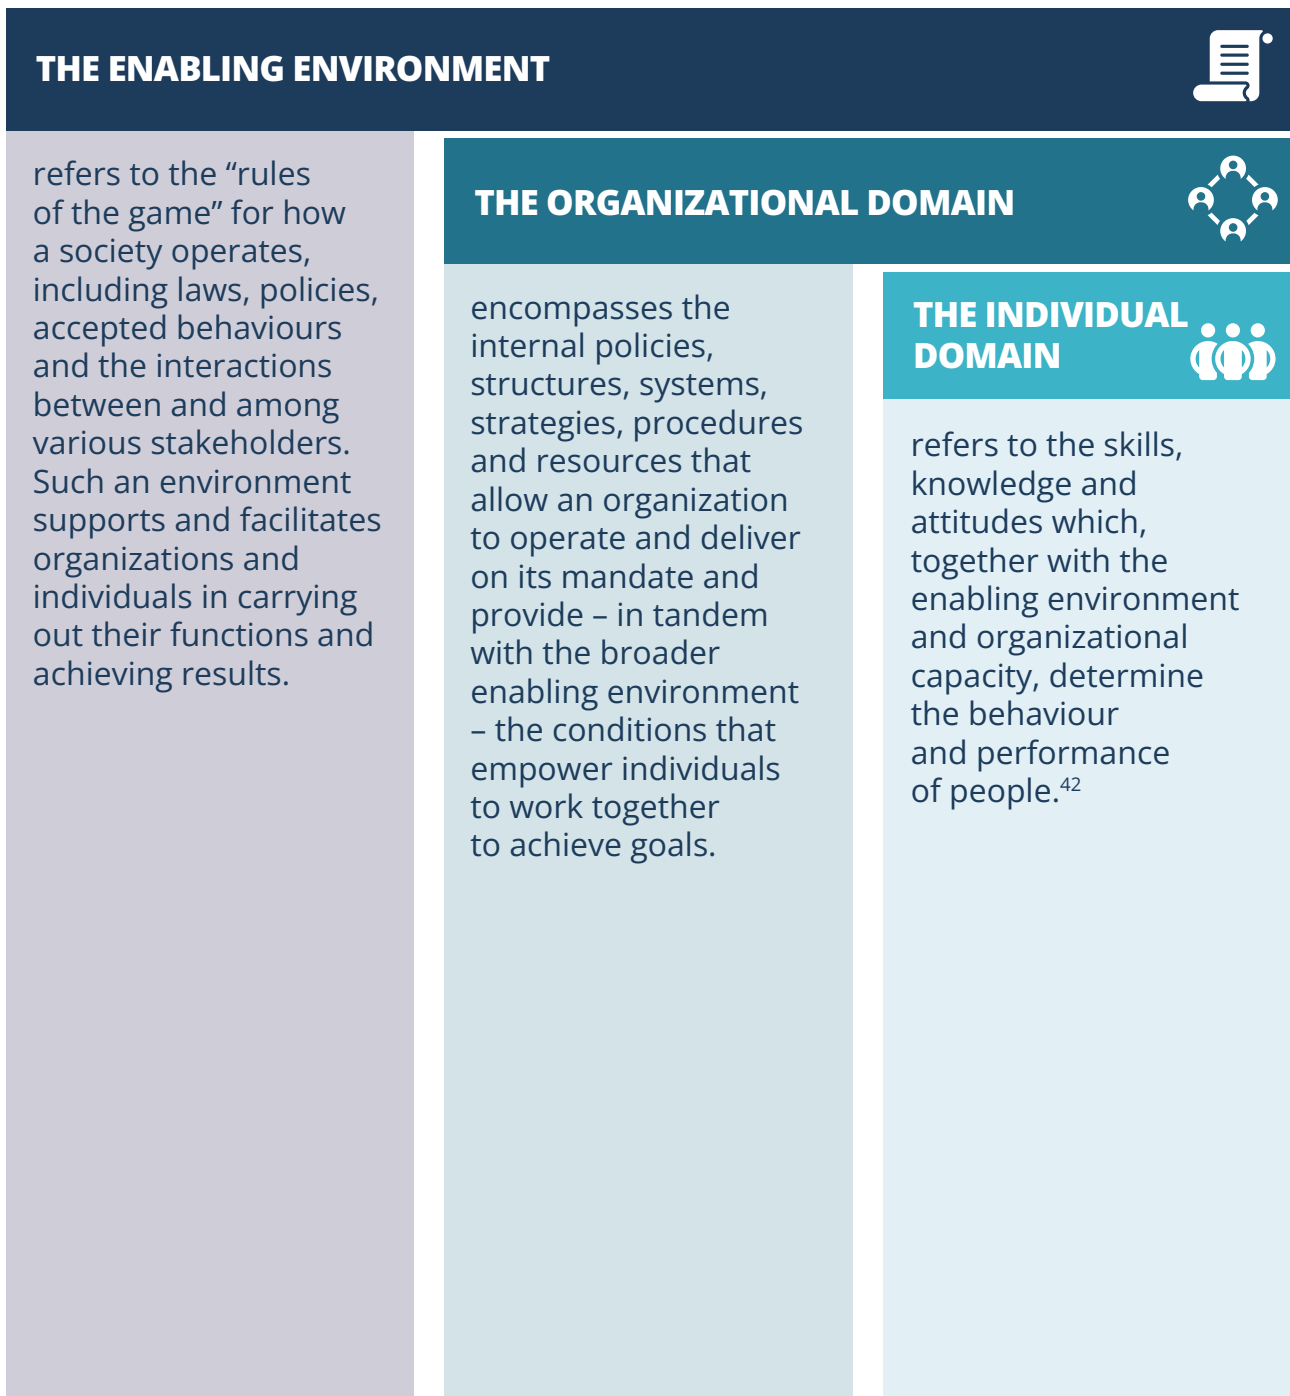 THE ENABLING ENVIRONMENT
refers to the “rules
of the game” for how
a society operates,
including laws, policies,
accepted behaviours
and the interactions
between and among
various stakeholders.
Such an environment
supports and facilitates
organizations and
individuals in carrying
out their functions and
achieving results.
THE ORGANIZATIONAL DOMAIN
encompasses the
internal policies,
structures, systems,
strategies, procedures
and resources that
allow an organization
to operate and deliver
on its mandate and
provide – in tandem
with the broader
enabling environment
– the conditions that
empower individuals
to work together
to achieve goals.
THE INDIVIDUAL
DOMAIN
refers to the skills,
knowledge and
attitudes which,
together with the
enabling environment
and organizational
capacity, determine
the behaviour
and performance
of people.⁴²